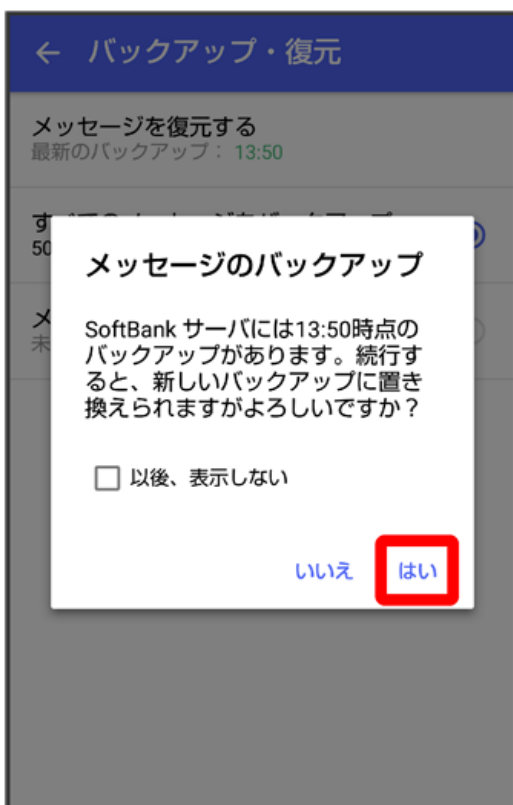 ← バックアップ・復元
メッセージを復元する
最新のバックアップ： 13:50
す
50
メッセージのバックアップ
メ
未
SoftBank サーバには13:50時点の
バックアップがあります。続行す
ると、新しいバックアップに置き
換えられますがよろしいですか？
以後、表示しない
いいえ はい